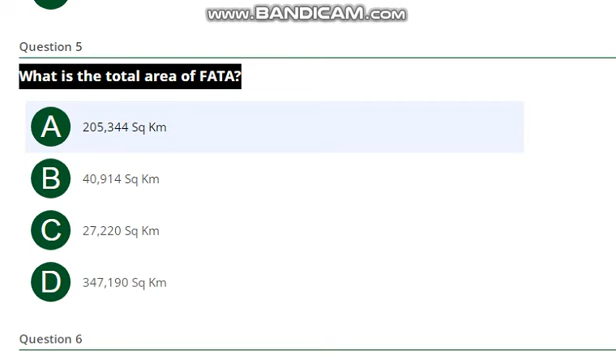 www.BANDICAM.com
Question 5
What is the total area of FATA?
A 205,344 Sq Km
B 40,914 Sq Km
C 27,220 Sq Km
D 347,190 Sq Km
Question 6